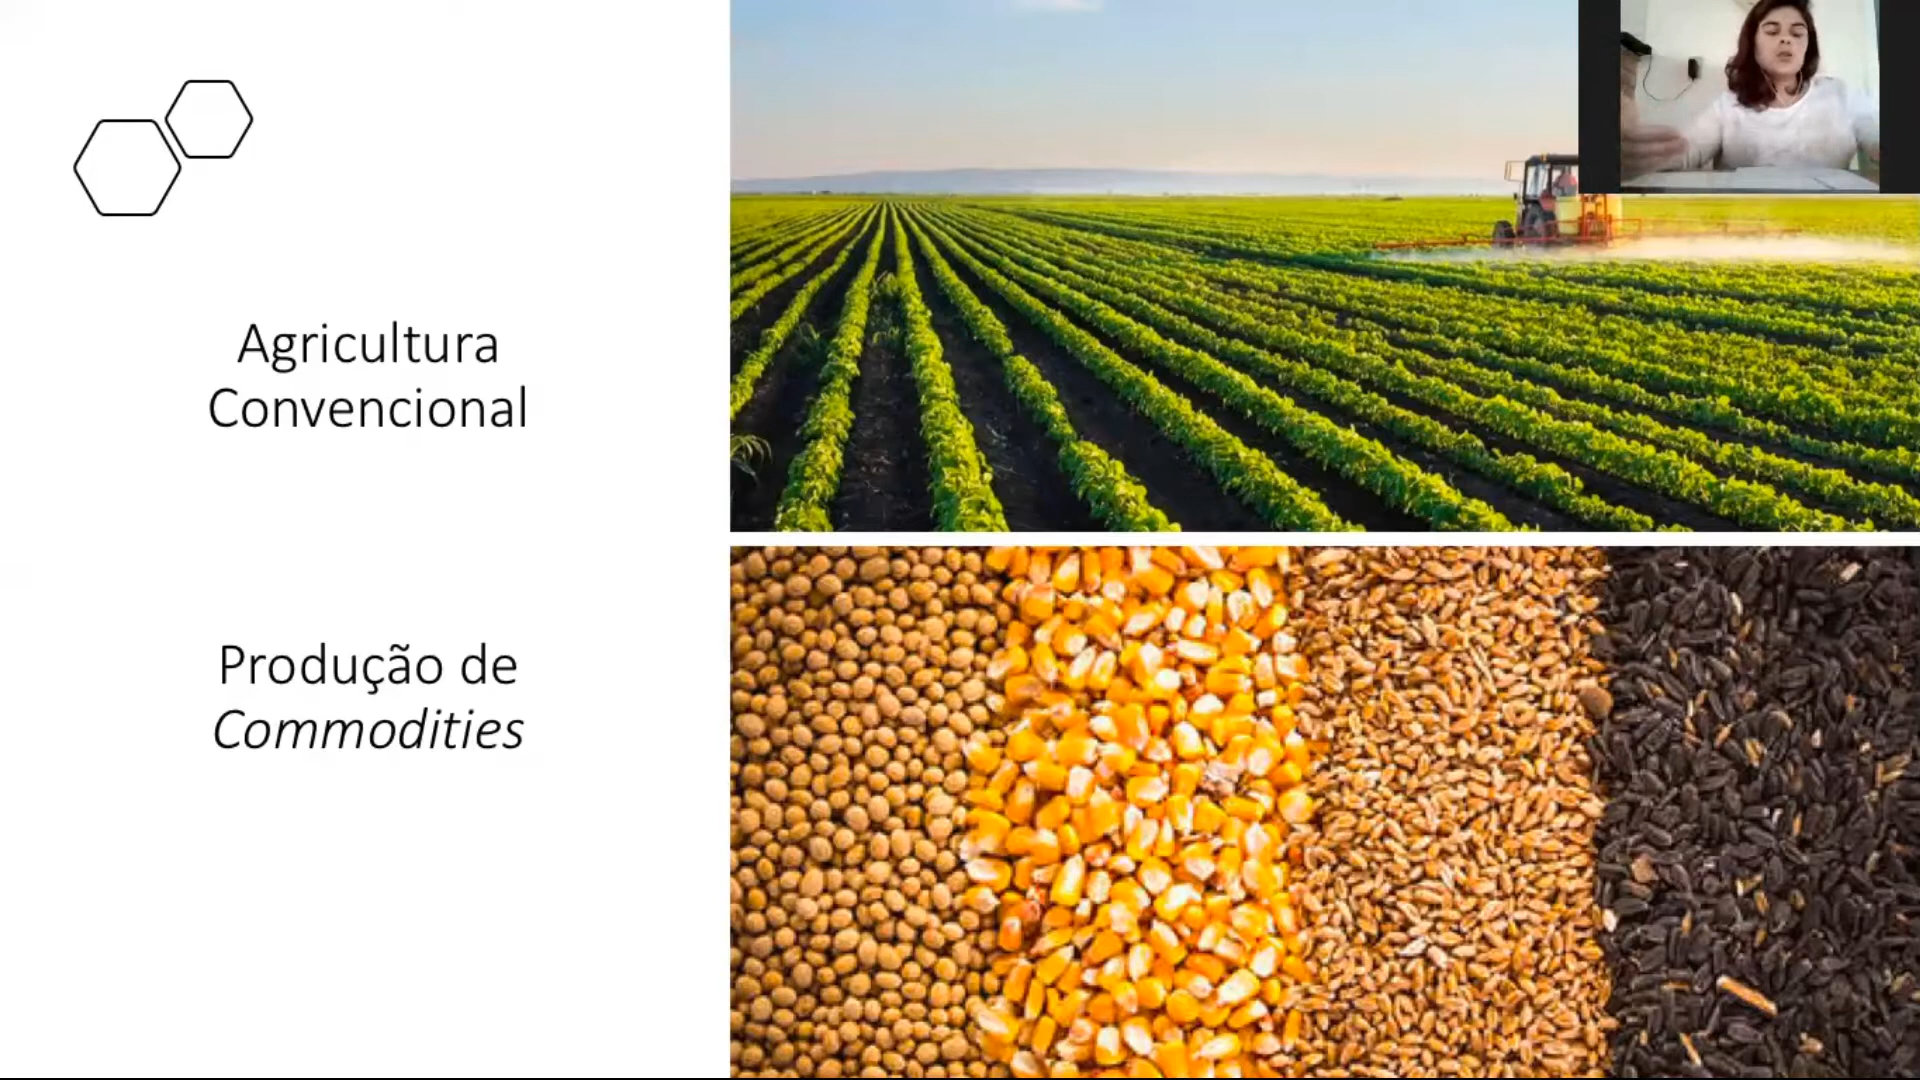 Agricultura
Convencional
Produção de
Commodities